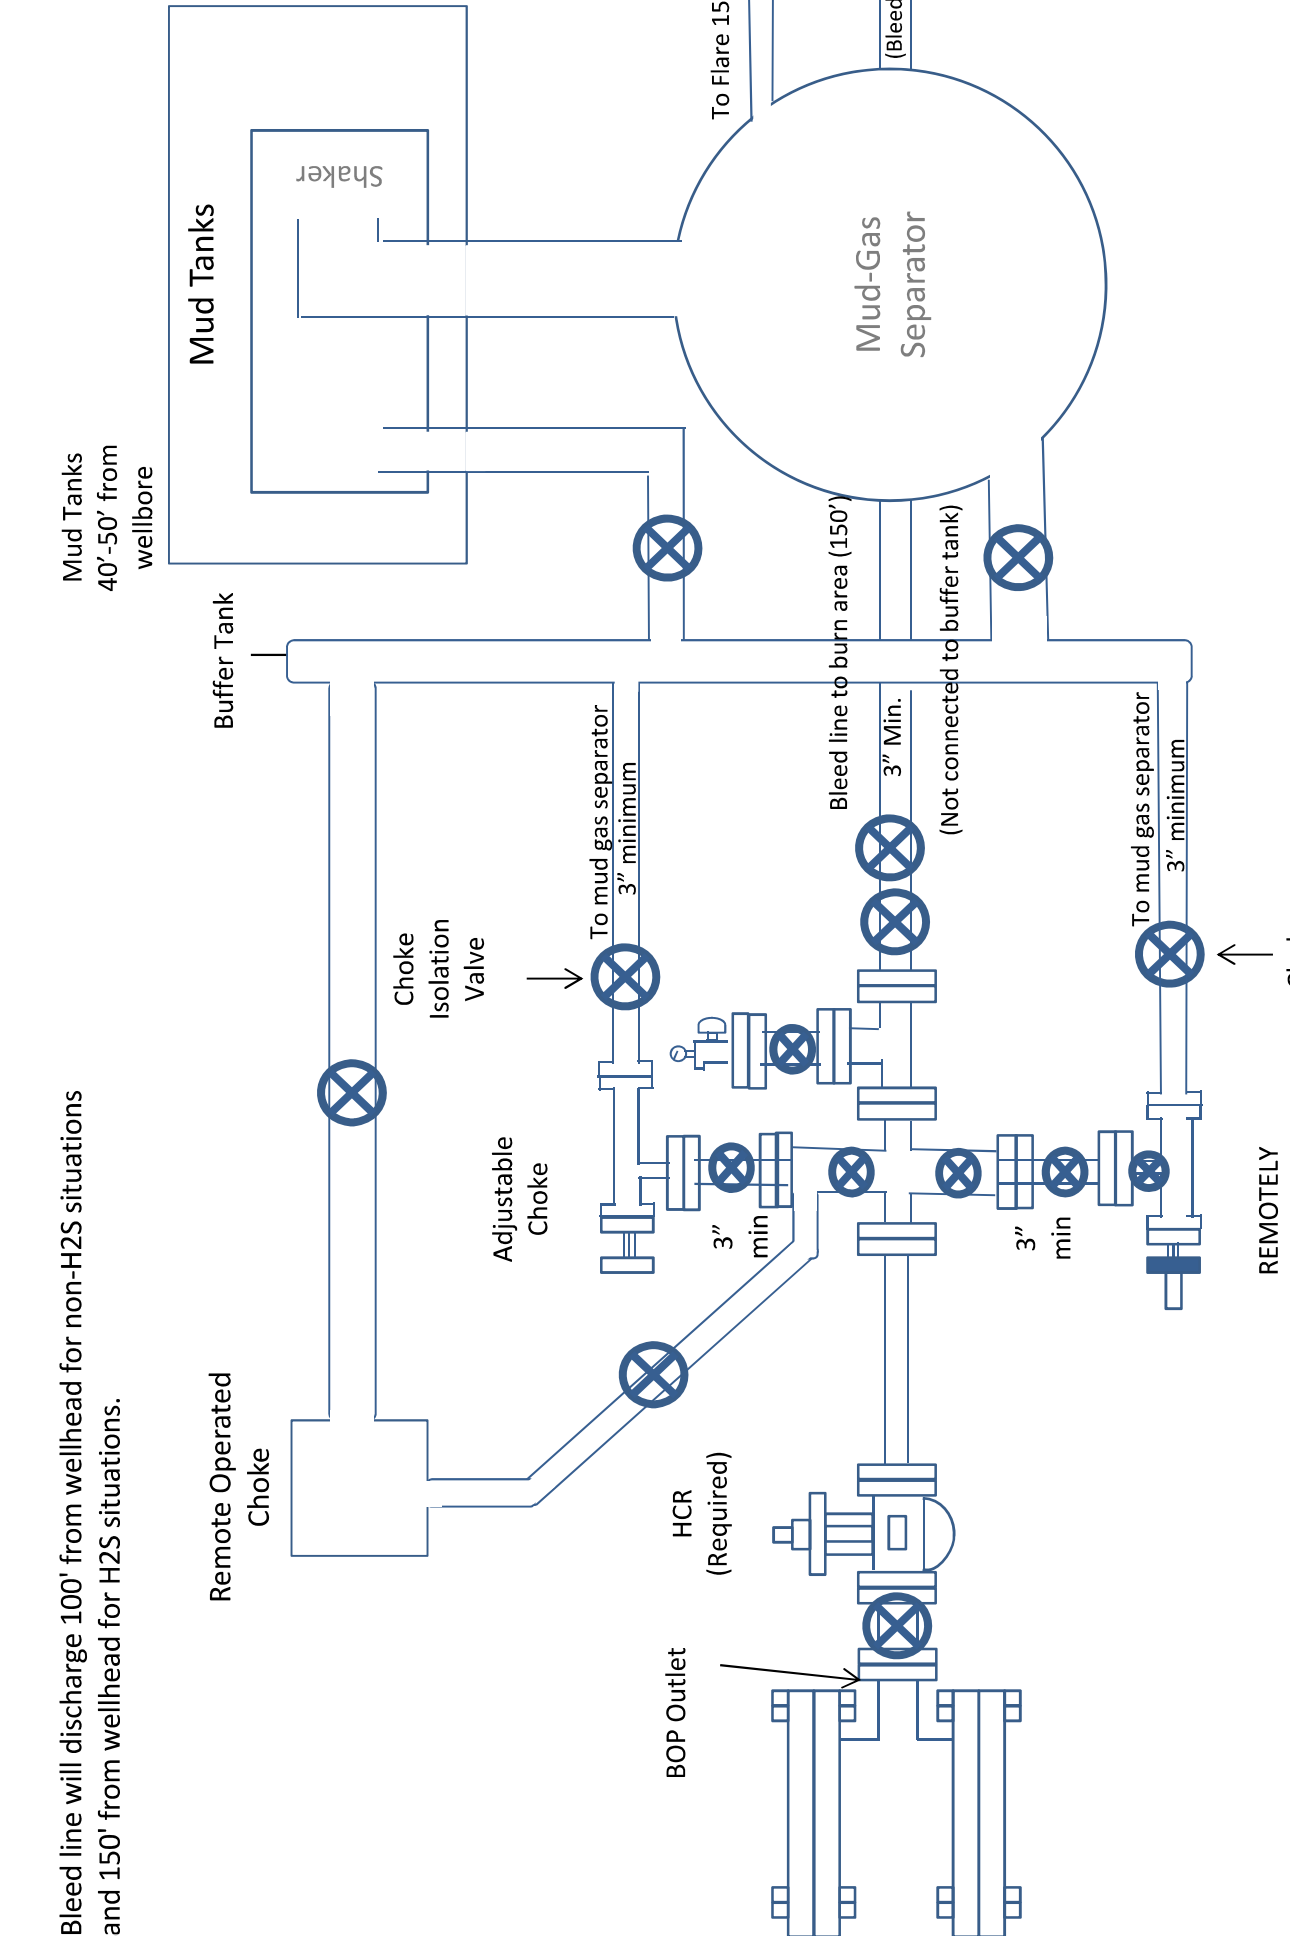 Bleed line will discharge 100' from wellhead for non-H2S situations
and 150' from wellhead for H2S situations.
Mud Tanks
40’-50’ from
wellbore
Mud Tanks
Shaker
Buffer Tank
Remote Operated
Choke
Choke
Isolation
Valve
Adjustable
Choke
To mud gas separator
3” minimum
HCR
(Required)
BOP Outlet
3”
min
To Flare 15
Mud-Gas
Separator
(Bleed
Bleed line to burn area (150’)
3” Min.
(Not connected to buffer tank)
3”
min
To mud gas separator
3” minimum
REMOTELY